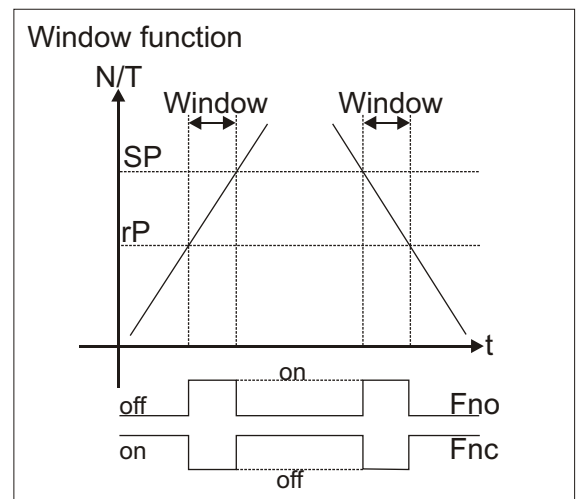 Window function
N/T
Window Window
SP
rP
t
on
off Fno
on Fnc
off